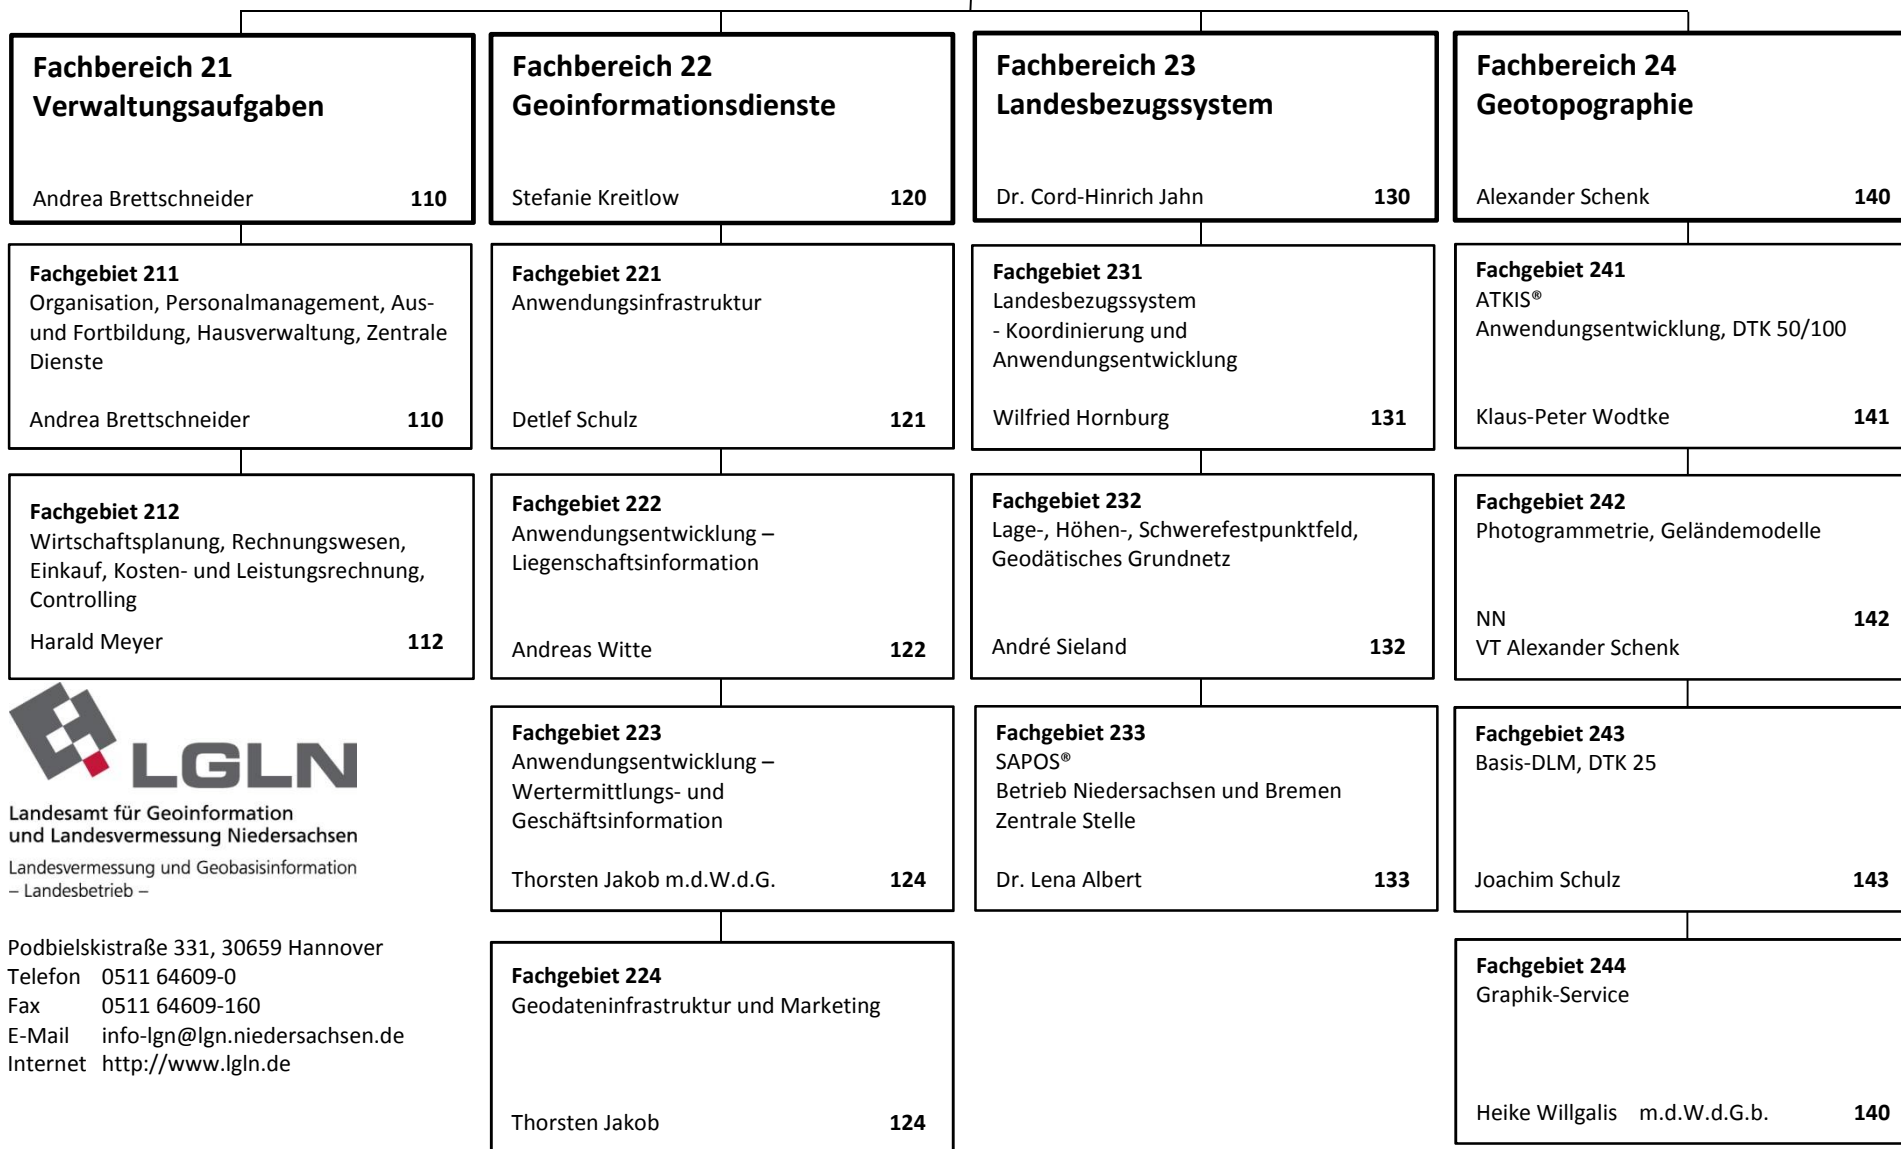 Fachbereich 21
Verwaltungsaufgaben
Andrea Brettschneider 110
Fachgebiet 211
Organisation, Personalmanagement, Aus-
und Fortbildung, Hausverwaltung, Zentrale
Dienste
Andrea Brettschneider 110
Fachgebiet 212
Wirtschaftsplanung, Rechnungswesen,
Einkauf, Kosten- und Leistungsrechnung,
Controlling
Harald Meyer 112
Fachbereich 22
Geoinformationsdienste
Stefanie Kreitlow 120
Fachgebiet 221
Anwendungsinfrastruktur
Detlef Schulz 121
Fachgebiet 222
Anwendungsentwicklung –
Liegenschaftsinformation
Andreas Witte 122
Fachgebiet 223
Anwendungsentwicklung –
Wertermittlungs- und
Geschäftsinformation
Thorsten Jakob m.d.W.d.G. 124
Fachgebiet 224
Geodateninfrastruktur und Marketing
Thorsten Jakob 124
Fachbereich 23
Landesbezugssystem
Dr. Cord-Hinrich Jahn 130
Fachgebiet 231
Landesbezugssystem
- Koordinierung und
Anwendungsentwicklung
Wilfried Hornburg 131
Fachgebiet 232
Lage-, Höhen-, Schwerefestpunktfeld,
Geodätisches Grundnetz
André Sieland 132
Fachgebiet 233
SAPOS®
Betrieb Niedersachsen und Bremen
Zentrale Stelle
Dr. Lena Albert 133
Fachbereich 24
Geotopographie
Alexander Schenk 140
Fachgebiet 241
ATKIS®
Anwendungsentwicklung, DTK 50/100
Klaus-Peter Wodtke 141
Fachgebiet 242
Photogrammetrie, Geländemodelle
NN 142
VT Alexander Schenk
Fachgebiet 243
Basis-DLM, DTK 25
Joachim Schulz 143
Fachgebiet 244
Graphik-Service
Heike Willgalis m.d.W.d.G.b. 140
LGLN
Landesamt für Geoinformation
und Landesvermessung Niedersachsen
Landesvermessung und Geobasisinformation
– Landesbetrieb –
Podbielskistraße 331, 30659 Hannover
Telefon 0511 64609-0
Fax 0511 64609-160
E-Mail info-lgn@lgn.niedersachsen.de
Internet http://www.lgln.de